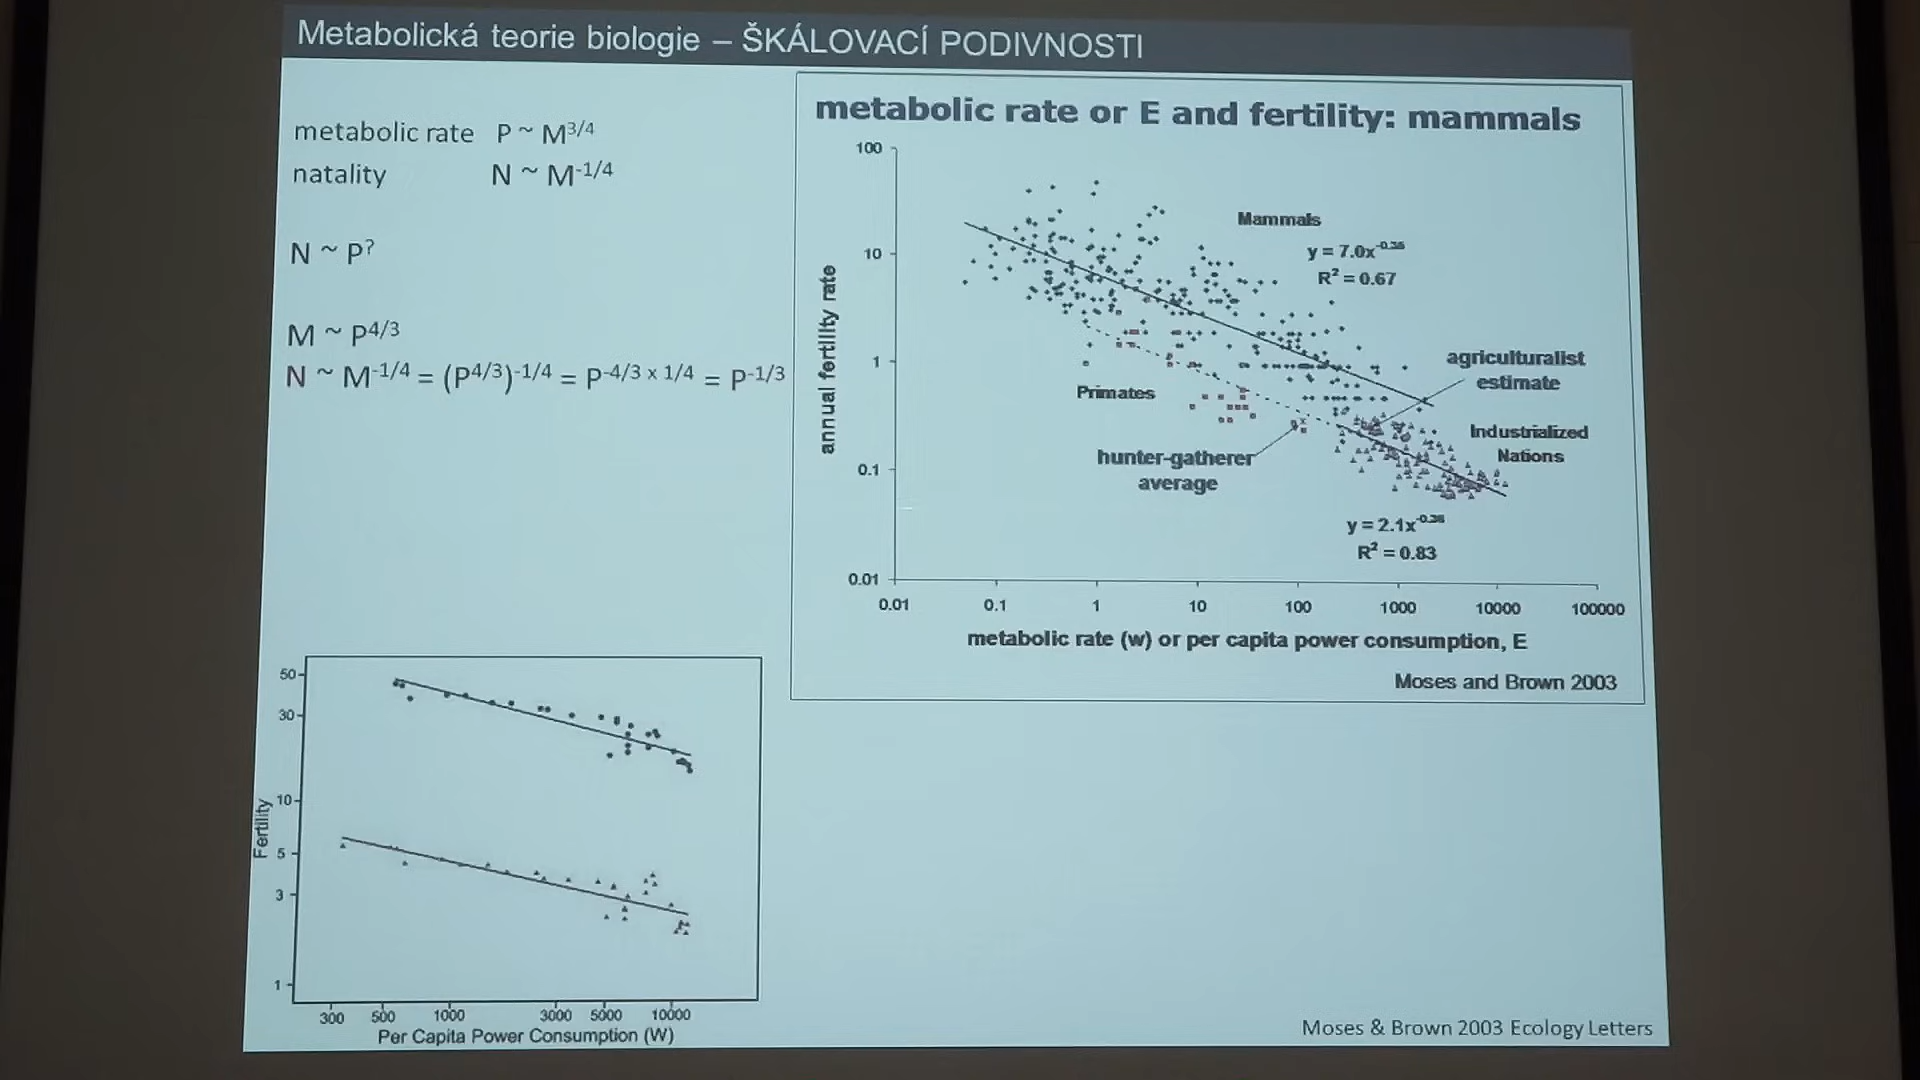 Metabolická teorie biologie – ŠKÁLOVACÍ PODIVNOSTI
metabolic rate P ~ M3/4
natality N ~ M-1/4
N ~ P?
M ~ P4/3
N ~ M-1/4 = (P4/3)-1/4 = P-4/3 x 1/4 = P-1/3
metabolic rate or E and fertility: mammals
100
10
1
0.1
0.01
annual fertility rate
Mammals
y = 7.0x
R2 = 0.67
agriculturalist
estimate
Primates
Industrialized
Nations
hunter-gatherer
average
y = 2.1x
R2 = 0.83
0.01 0.1 1 10 100 1000 10000 100000
metabolic rate (w) or per capita power consumption, E
Moses and Brown 2003
50
30
10
5
3
1
Fertility
300 500 1000 3000 5000 10000
Per Capita Power Consumption (W)
Moses & Brown 2003 Ecology Letters